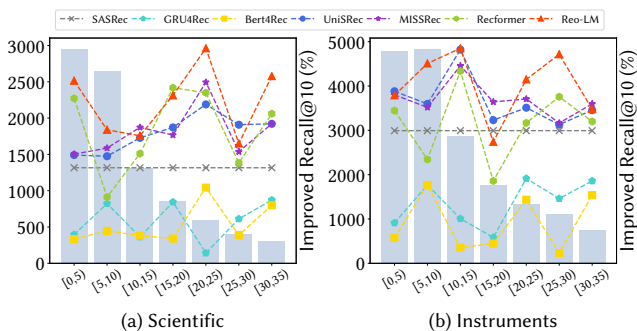 SASRec GRU4Rec Bert4Rec UniSRec MISSRec Recformer Reo-LM
3000
2500
2000
1500
1000
500
0
[0,5) [5,10) [10,15) [15,20) [20,25) [25,30) [30,35)
Improved Recall@10 (%)
(a) Scientific
5000
4000
3000
2000
1000
0
[0,5) [5,10) [10,15) [15,20) [20,25) [25,30) [30,35)
Improved Recall@10 (%)
(b) Instruments